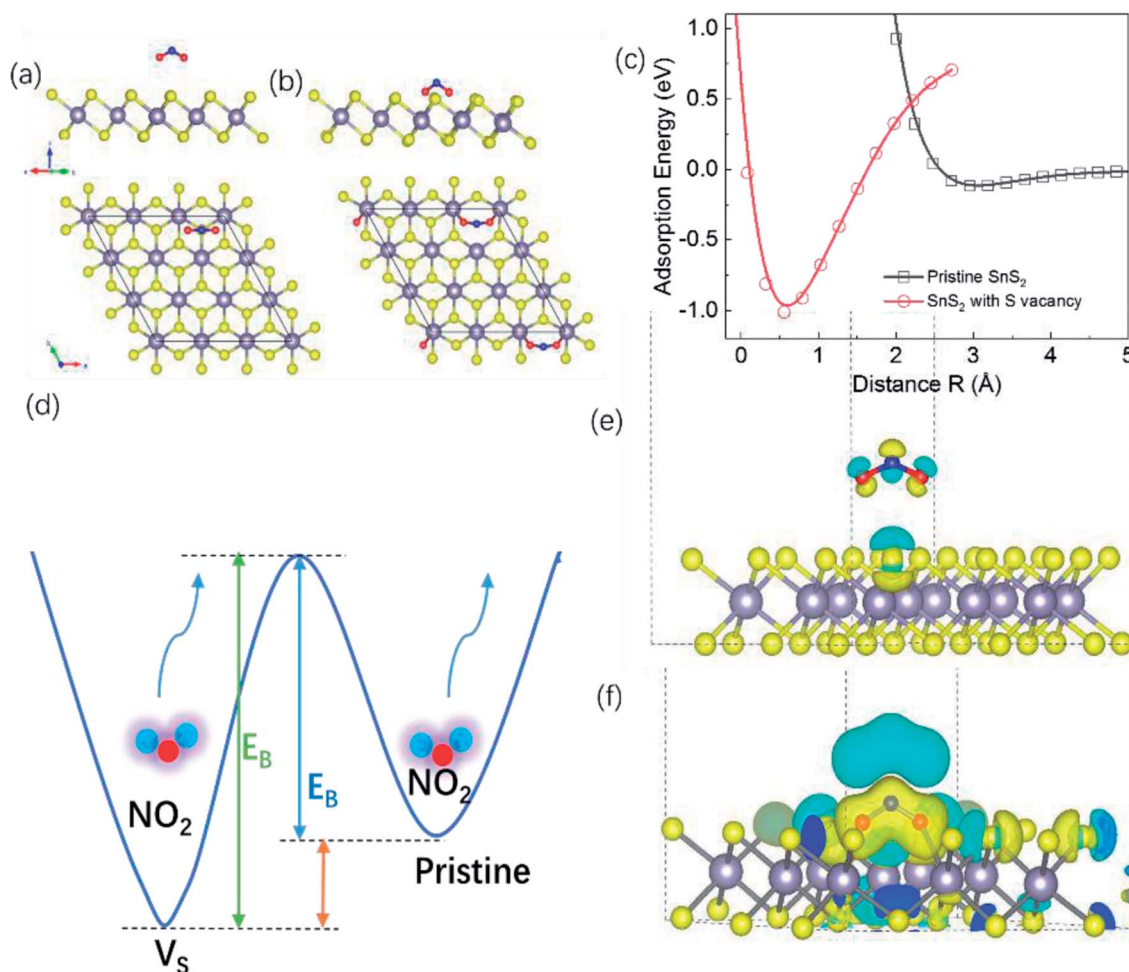 (a)
(b)
(c)
1.0
0.5
0.0
-0.5
-1.0
Adsorption Energy (eV)
Pristine SnS2
SnS2 with S vacancy
0 1 2 3 4 5
Distance R (Å)
(d)
(e)
(f)
NO2
EB
EB
NO2
Pristine
VS